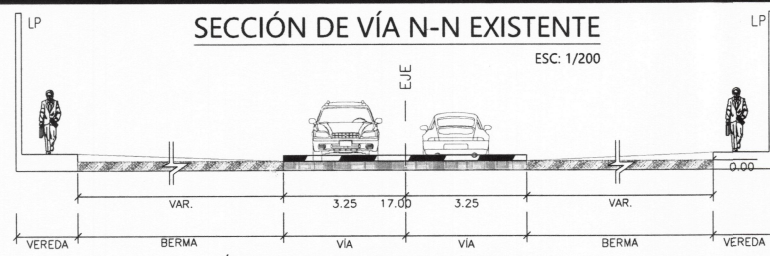 LP
SECCIÓN DE VÍA N-N EXISTENTE
LP
ESC: 1/200
EJE
0.00
VAR. 3.25 17.00 3.25 VAR.
VEREDA BERMA VÍA VÍA BERMA VEREDA